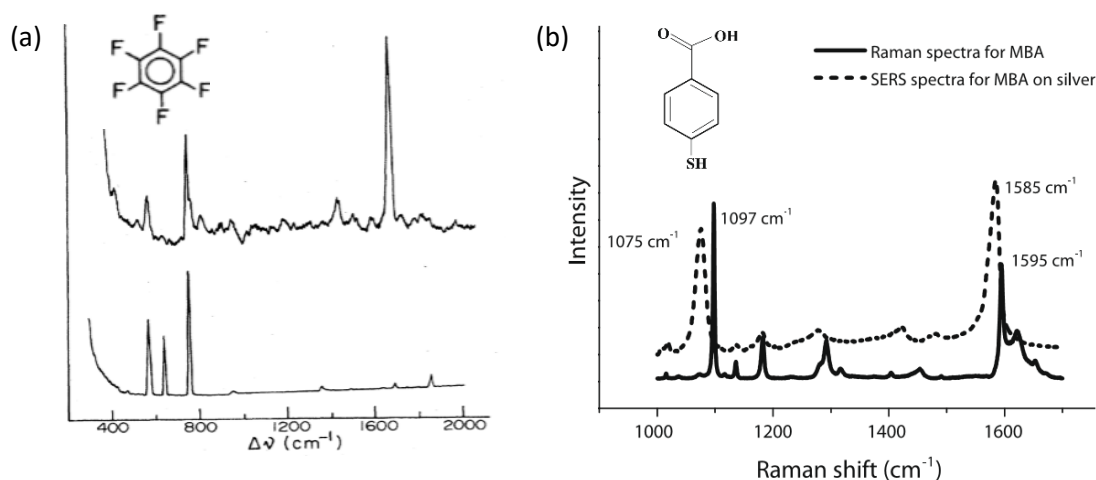 (a)
F
F F
F F
F
400 800 1200 1600 2000
Δν (cm⁻¹)
(b)
O OH
SH
Raman spectra for MBA
SERS spectra for MBA on silver
1585 cm⁻¹
1097 cm⁻¹
1075 cm⁻¹
1595 cm⁻¹
Intensity
1000 1200 1400 1600
Raman shift (cm⁻¹)